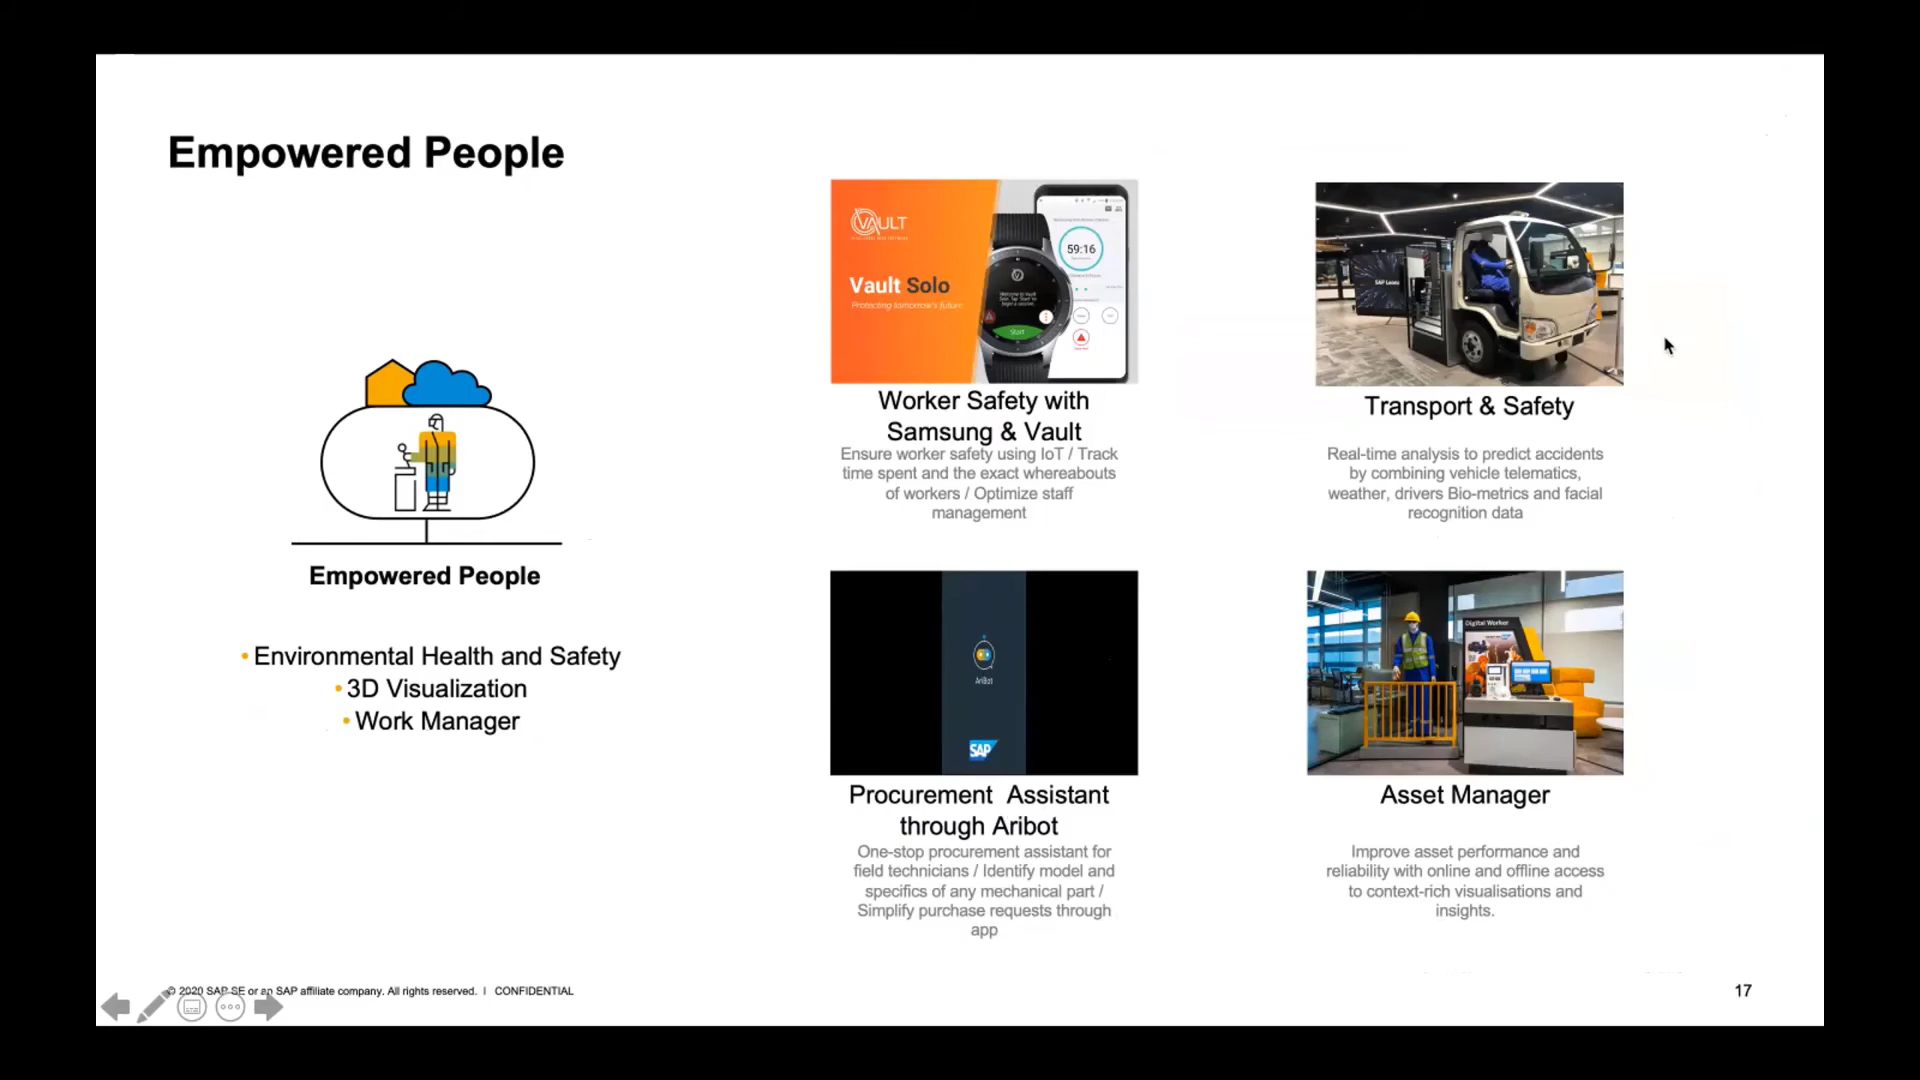 Empowered People
VAULT
Vault Solo
Protecting tomorrow's future
59:16
Start
SAP Leona
Worker Safety with
Samsung & Vault
Ensure worker safety using IoT / Track
time spent and the exact whereabouts
of workers / Optimize staff
management
Transport & Safety
Real-time analysis to predict accidents
by combining vehicle telematics,
weather, drivers Bio-metrics and facial
recognition data
Empowered People
• Environmental Health and Safety
• 3D Visualization
• Work Manager
AriBot
SAP
Digital Worker
Procurement Assistant
through Aribot
One-stop procurement assistant for
field technicians / Identify model and
specifics of any mechanical part /
Simplify purchase requests through
app
Asset Manager
Improve asset performance and
reliability with online and offline access
to context-rich visualisations and
insights.
© 2020 SAP SE or an SAP affiliate company. All rights reserved. | CONFIDENTIAL
17